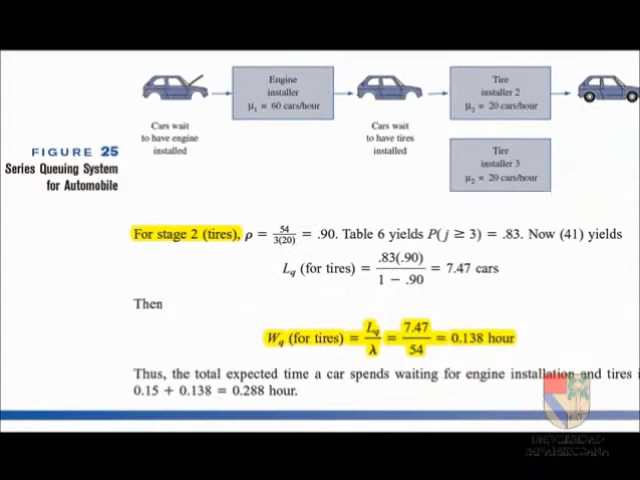 Engine
installer
μ₁ = 60 cars/hour
Tire
installer 2
μ₂ = 20 cars/hour
Cars wait
to have engine
installed
Cars wait
to have tires
installed
Tire
installer 3
μ₂ = 20 cars/hour
FIGURE 25
Series Queuing System
for Automobile
For stage 2 (tires), ρ = 54/3(20) = .90. Table 6 yields P(j ≥ 3) = .83. Now (41) yields
Lq (for tires) = .83(.90)/1 − .90 = 7.47 cars
Then
Wq (for tires) = Lq/λ = 7.47/54 = 0.138 hour
Thus, the total expected time a car spends waiting for engine installation and tires i
0.15 + 0.138 = 0.288 hour.
UNIVERSIDAD
PANAMERICANA